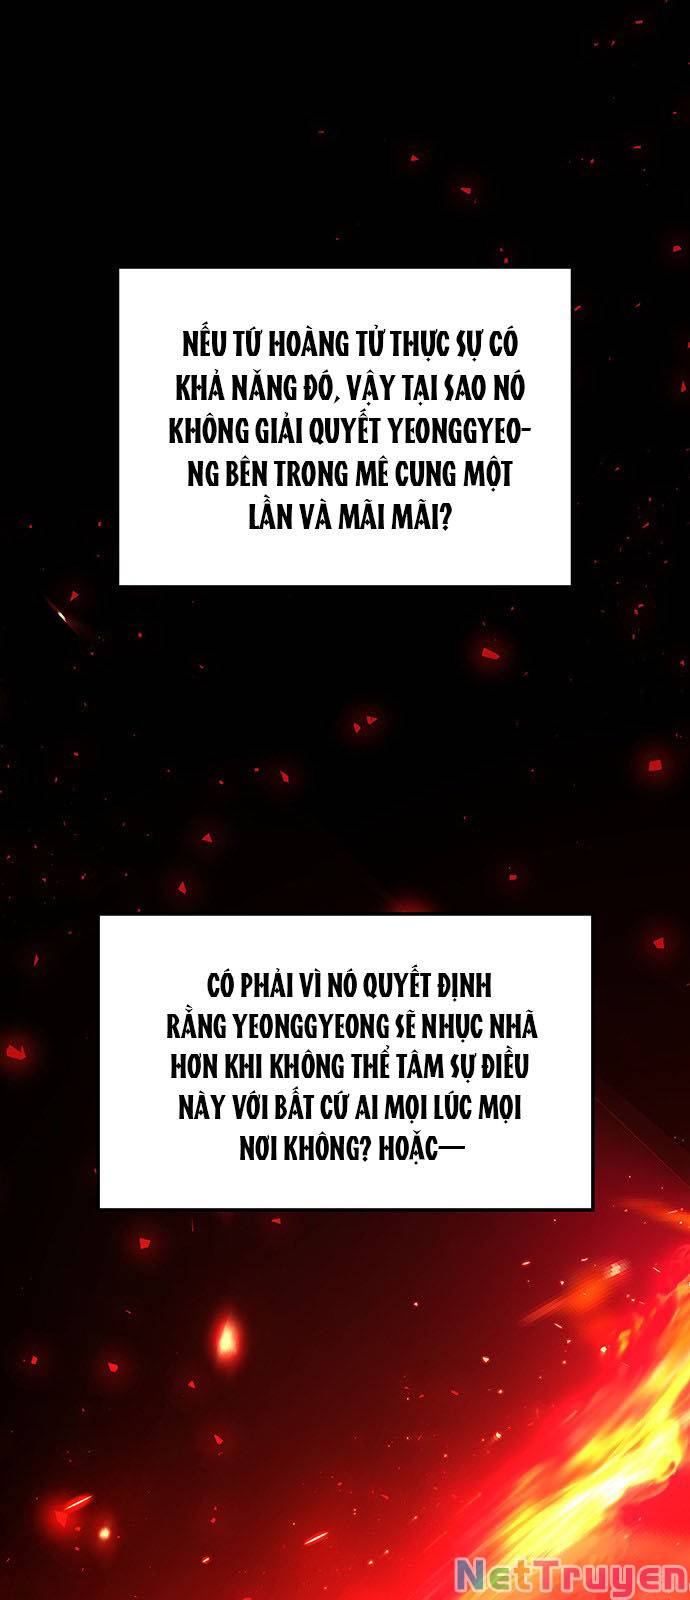 NẾU TỨ HOÀNG TỬ THỰC SỰ CÓ
KHẢ NĂNG ĐÓ, VẬY TẠI SAO NÓ
KHÔNG GIẢI QUYẾT YEONGGYEO-
NG BÊN TRONG MÊ CUNG MỘT
LẦN VÀ MÃI MÃI?
CÓ PHẢI VÌ NÓ QUYẾT ĐỊNH
RẰNG YEONGGYEONG SẼ NHỤC NHÃ
HƠN KHI KHÔNG THỂ TÂM SỰ ĐIỀU
NÀY VỚI BẤT CỨ AI MỌI LÚC MỌI
NƠI KHÔNG? HOẶC—
NetTruyen